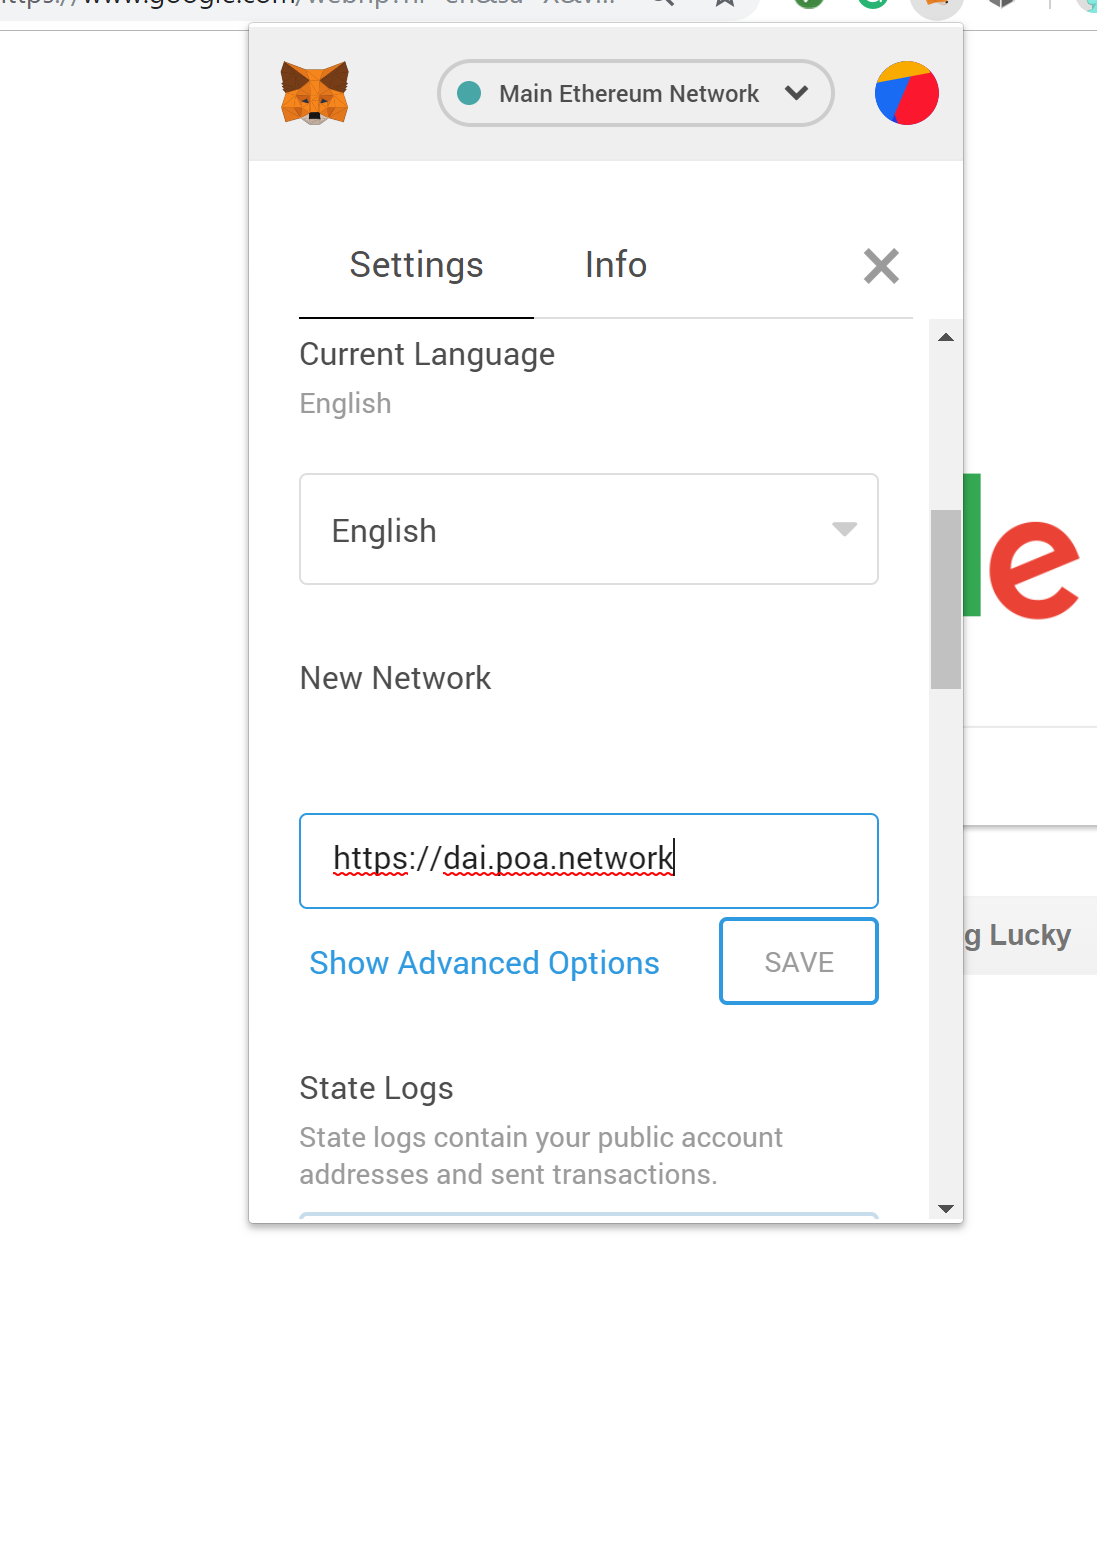 Main Ethereum Network
Settings Info
Current Language
English
English
New Network
https://dai.poa.network
Show Advanced Options SAVE
g Lucky
State Logs
State logs contain your public account
addresses and sent transactions.
le